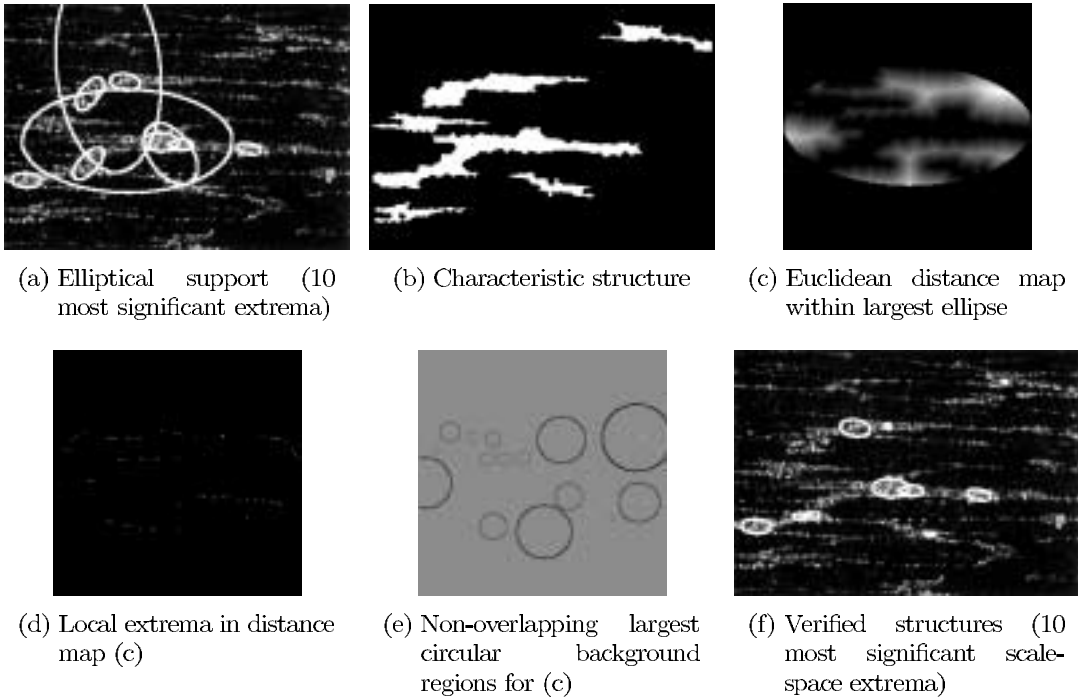 (a) Elliptical support (10
most significant extrema)
(b) Characteristic structure
(c) Euclidean distance map
within largest ellipse
(d) Local extrema in distance
map (c)
(e) Non-overlapping largest
circular background
regions for (c)
(f) Verified structures (10
most significant scale-
space extrema)